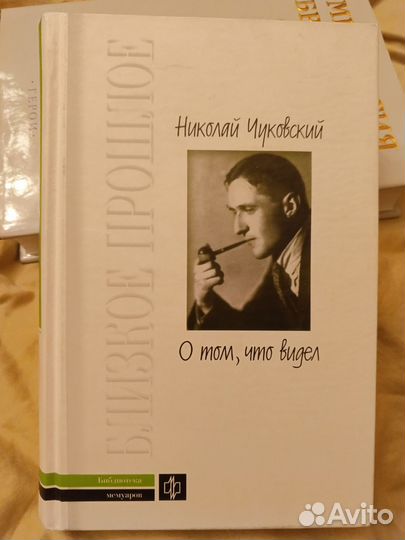 Николай Чуковский
БЛИЗКОЕ ПРОШЛОЕ
О том, что видел
Библиотека
мемуаров
Avito